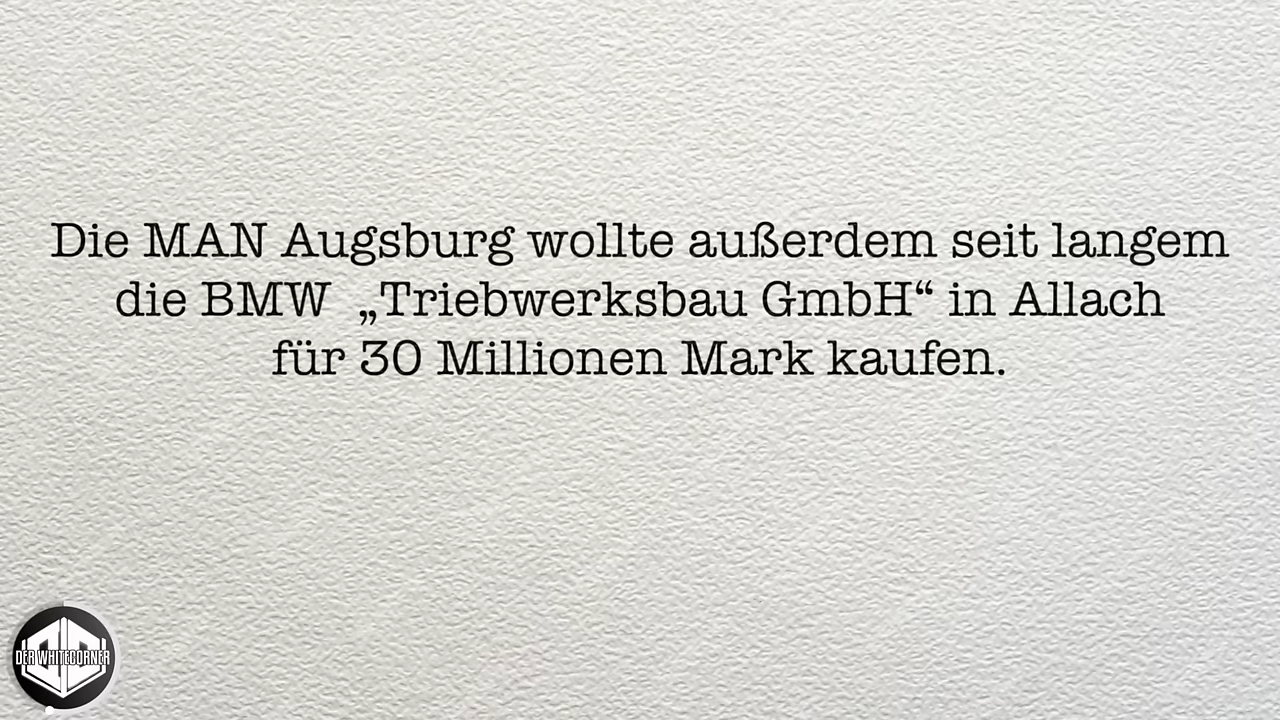 Die MAN Augsburg wollte außerdem seit langem
die BMW „Triebwerksbau GmbH“ in Allach
für 30 Millionen Mark kaufen.
DER WHITECORNER